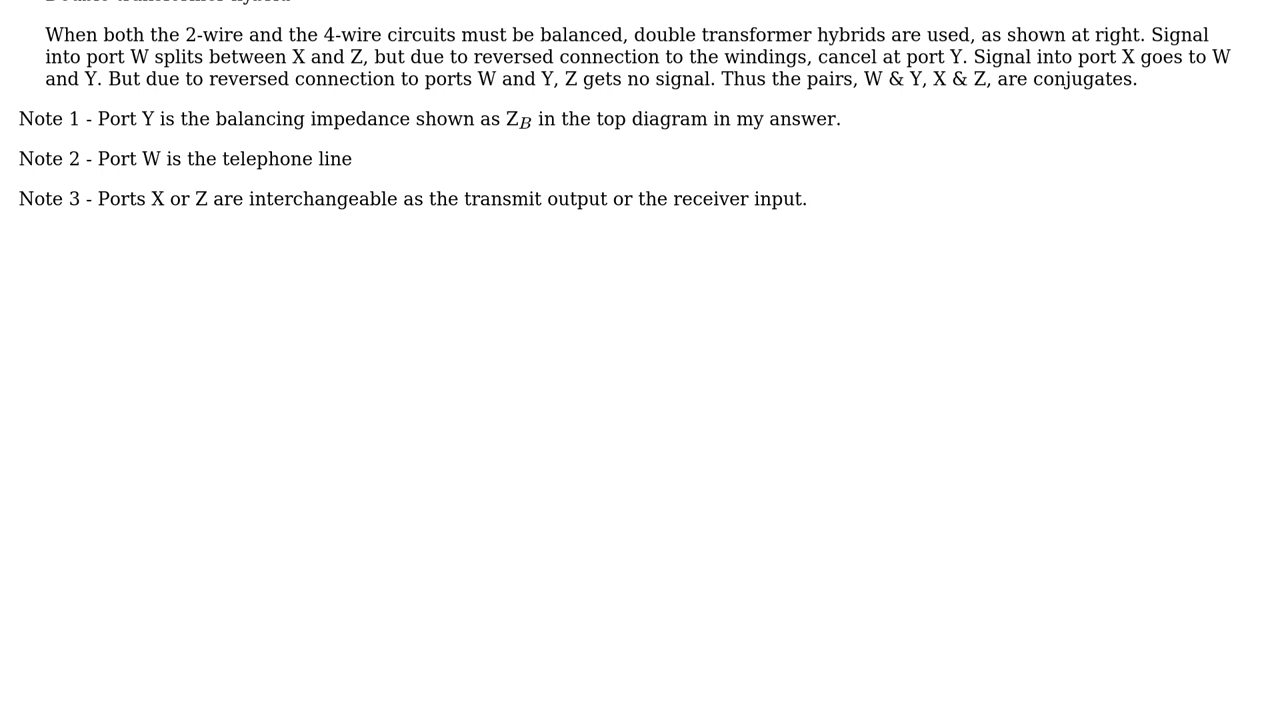 When both the 2-wire and the 4-wire circuits must be balanced, double transformer hybrids are used, as shown at right. Signal
into port W splits between X and Z, but due to reversed connection to the windings, cancel at port Y. Signal into port X goes to W
and Y. But due to reversed connection to ports W and Y, Z gets no signal. Thus the pairs, W & Y, X & Z, are conjugates.
Note 1 - Port Y is the balancing impedance shown as Z_B in the top diagram in my answer.
Note 2 - Port W is the telephone line
Note 3 - Ports X or Z are interchangeable as the transmit output or the receiver input.